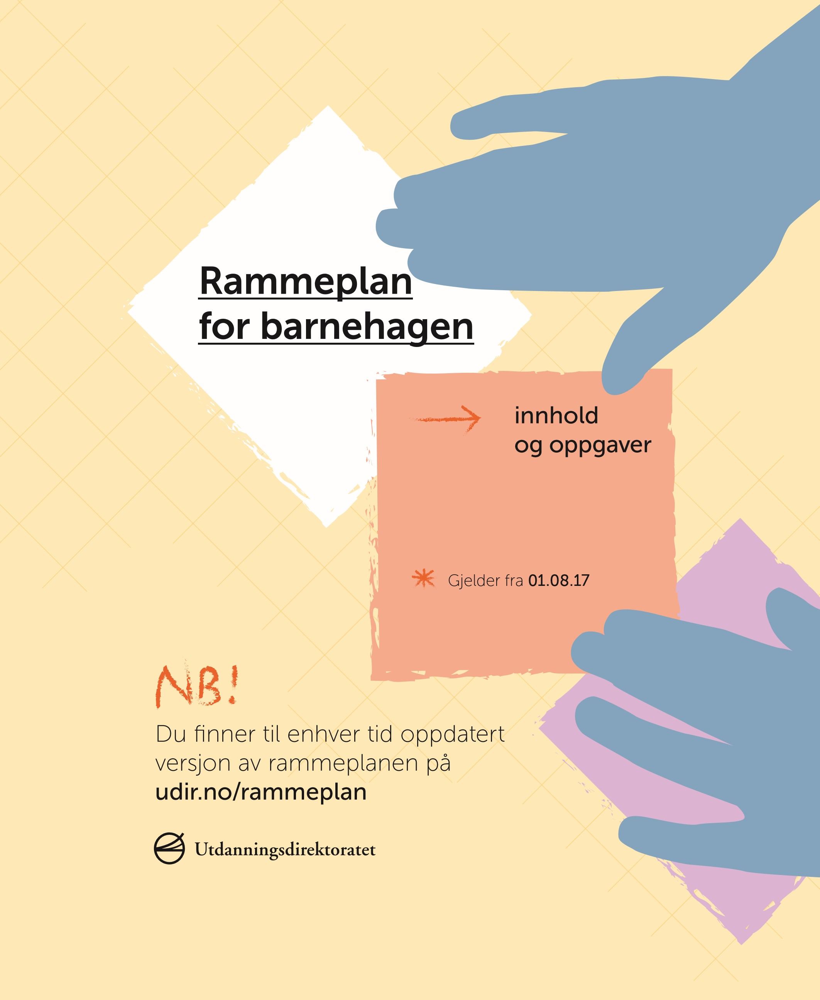 Rammeplan
for barnehagen
innhold
og oppgaver
Gjelder fra 01.08.17
NB!
Du finner til enhver tid oppdatert
versjon av rammeplanen på
udir.no/rammeplan
Utdanningsdirektoratet